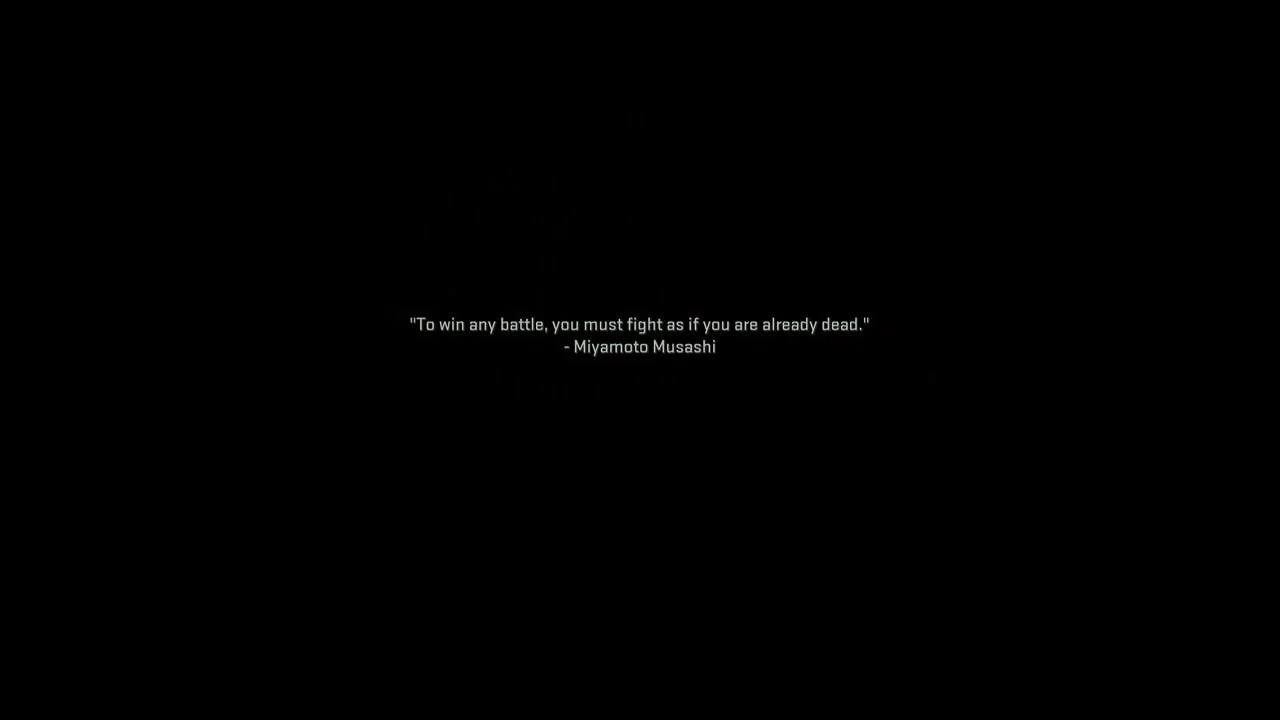 "To win any battle, you must fight as if you are already dead."
- Miyamoto Musashi